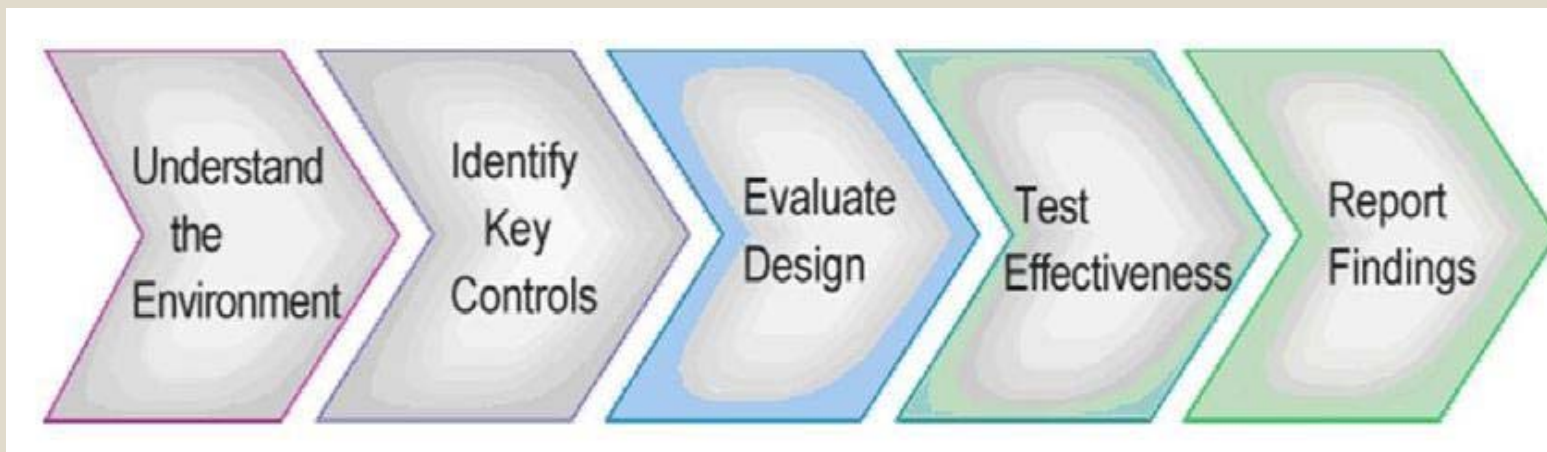 Understand
the
Environment
Identify
Key
Controls
Evaluate
Design
Test
Effectiveness
Report
Findings